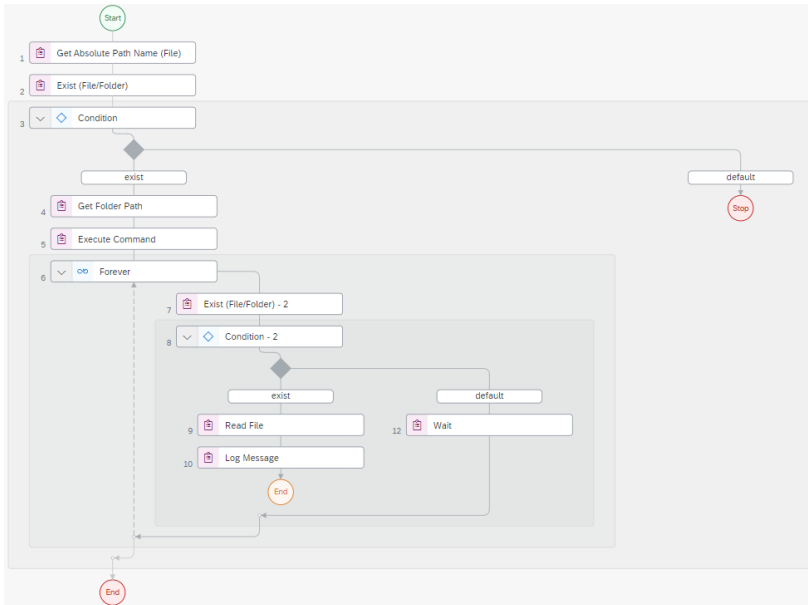 Start
1 Get Absolute Path Name (File)
2 Exist (File/Folder)
3 Condition
exist
default
4 Get Folder Path
Stop
5 Execute Command
6 Forever
7 Exist (File/Folder) - 2
8 Condition - 2
exist
default
9 Read File
12 Wait
10 Log Message
End
End